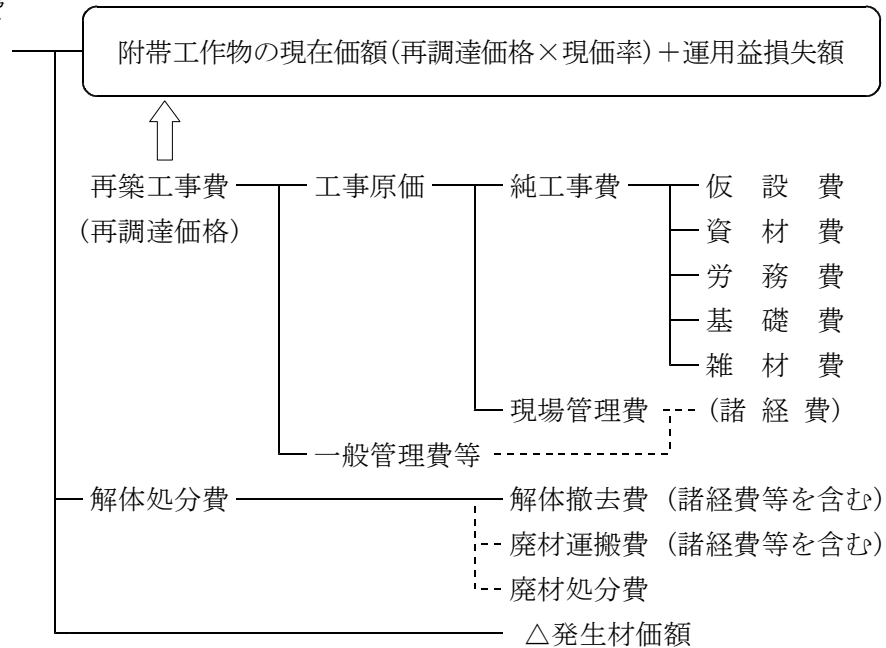 附帯工作物の現在価額(再調達価格×現価率)＋運用益損失額
再築工事費 工事原価 純工事費 仮 設 費
(再調達価格) 資 材 費
労 務 費
基 礎 費
雑 材 費
現場管理費 (諸 経 費)
一般管理費等
解体処分費 解体撤去費 (諸経費等を含む)
廃材運搬費 (諸経費等を含む)
廃材処分費
△発生材価額